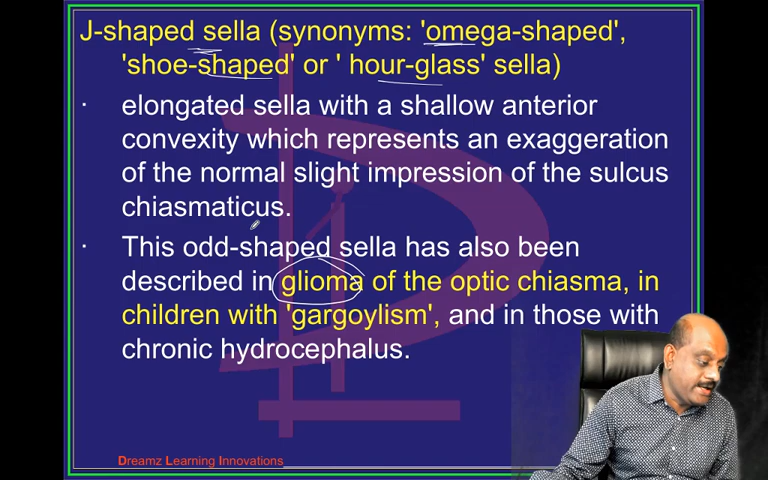 J-shaped sella (synonyms: 'omega-shaped',
'shoe-shaped' or ' hour-glass' sella)
· elongated sella with a shallow anterior
convexity which represents an exaggeration
of the normal slight impression of the sulcus
chiasmaticus.
· This odd-shaped sella has also been
described in glioma of the optic chiasma, in
children with 'gargoylism', and in those with
chronic hydrocephalus.
Dreamz Learning Innovations